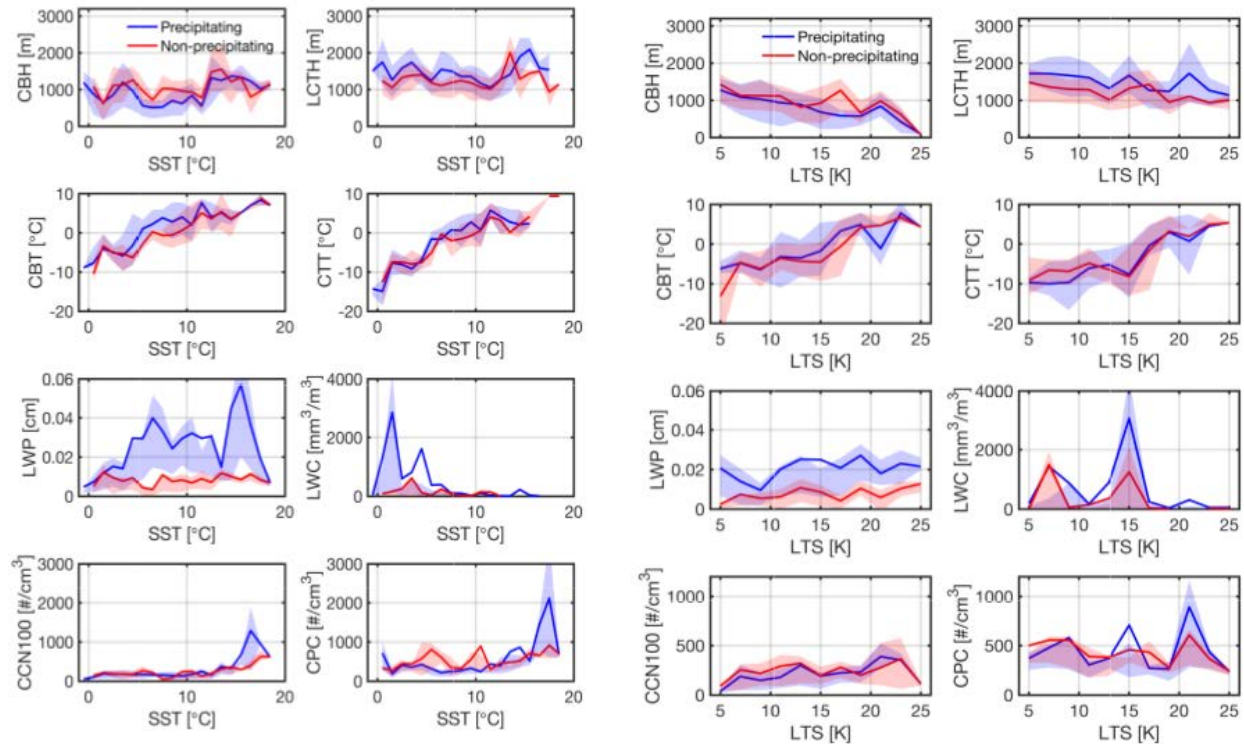 3000
2000
1000
0
CBH [m]
Precipitating
Non-precipitating
0 10 20
SST [°C]
3000
2000
1000
0
LCTH [m]
0 10 20
SST [°C]
3000
2000
1000
0
CBH [m]
Precipitating
Non-precipitating
5 10 15 20 25
LTS [K]
3000
2000
1000
0
LCTH [m]
5 10 15 20 25
LTS [K]
10
0
-10
-20
CBT [°C]
0 10 20
SST [°C]
10
0
-10
-20
CTT [°C]
0 10 20
SST [°C]
10
0
-10
-20
CBT [°C]
5 10 15 20 25
LTS [K]
10
0
-10
-20
CTT [°C]
5 10 15 20 25
LTS [K]
0.06
0.04
0.02
0
LWP [cm]
0 10 20
SST [°C]
4000
2000
0
LWC [mm³/m³]
0 10 20
SST [°C]
0.06
0.04
0.02
0
LWP [cm]
5 10 15 20 25
LTS [K]
4000
2000
0
LWC [mm³/m³]
5 10 15 20 25
LTS [K]
3000
2000
1000
0
CCN100 [#/cm³]
0 10 20
SST [°C]
3000
2000
1000
0
CPC [#/cm³]
0 10 20
SST [°C]
1000
500
0
CCN100 [#/cm³]
5 10 15 20 25
LTS [K]
1000
500
0
CPC [#/cm³]
5 10 15 20 25
LTS [K]